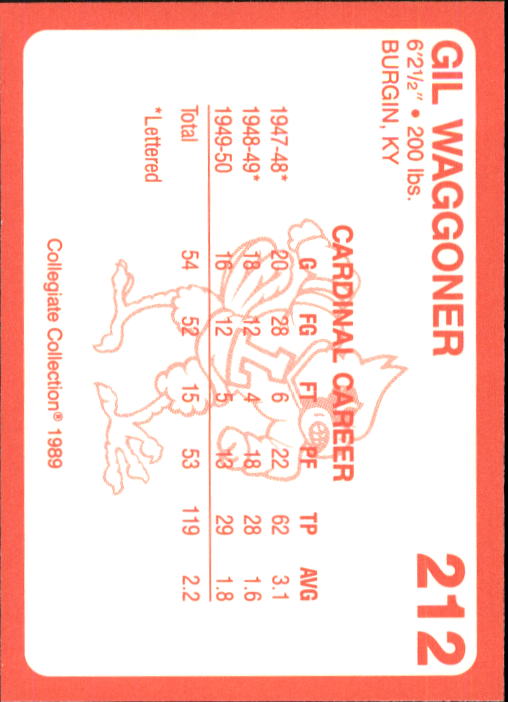 GIL WAGGONER 212
6'2½" • 200 lbs.
BURGIN, KY
CARDINAL CAREER
G FG FT PF TP AVG
1947-48* 20 28 6 22 62 3.1
1948-49* 18 12 4 18 28 1.6
1949-50 16 12 5 13 29 1.8
Total 54 52 15 53 119 2.2
*Lettered
Collegiate Collection® 1989